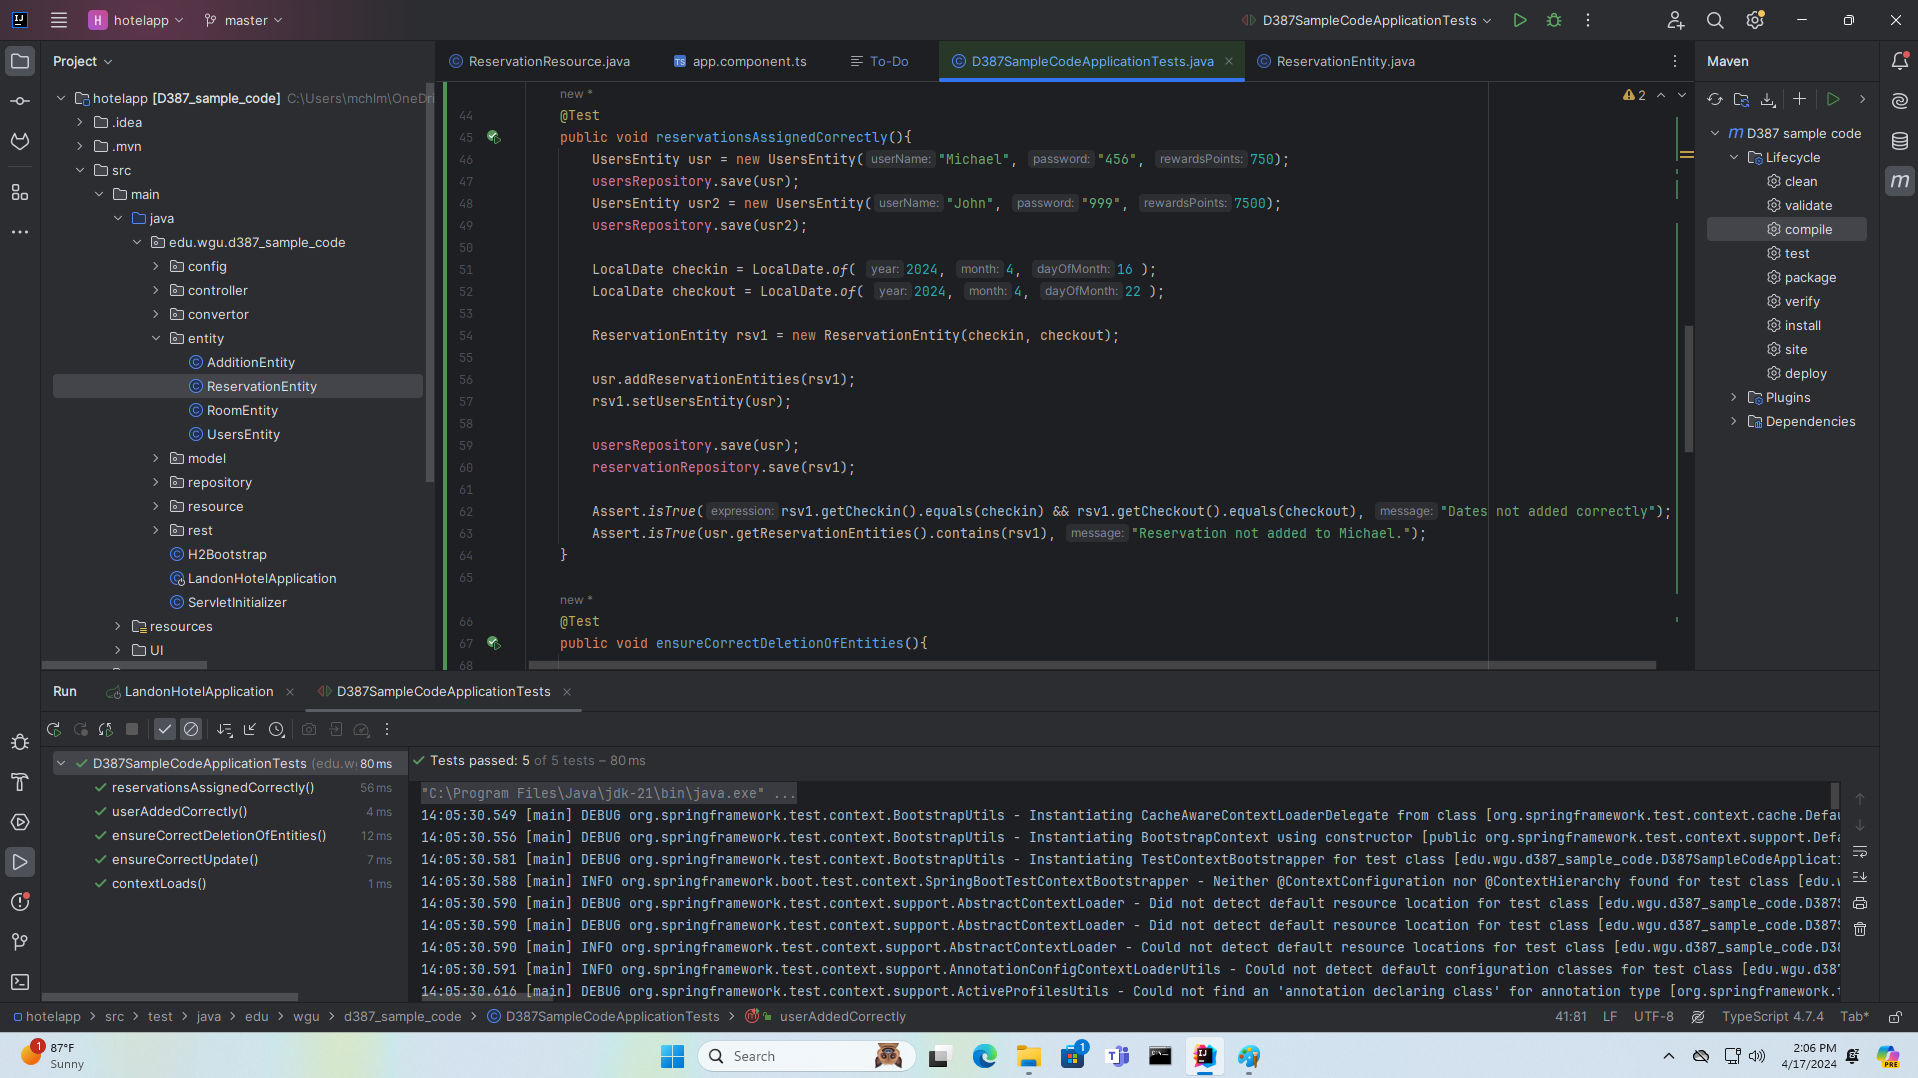 H hotelapp master D387SampleCodeApplicationTests
Project
hotelapp [D387_sample_code] C:\Users\mchlm\OneDri
.idea
.mvn
src
main
java
edu.wgu.d387_sample_code
config
controller
convertor
entity
AdditionEntity
ReservationEntity
RoomEntity
UsersEntity
model
repository
resource
rest
H2Bootstrap
LandonHotelApplication
ServletInitializer
resources
UI
ReservationResource.java app.component.ts To-Do D387SampleCodeApplicationTests.java ReservationEntity.java
2
new *
44 @Test
45 public void reservationsAssignedCorrectly(){
46 UsersEntity usr = new UsersEntity( userName: "Michael", password: "456", rewardsPoints: 750);
47 usersRepository.save(usr);
48 UsersEntity usr2 = new UsersEntity( userName: "John", password: "999", rewardsPoints: 7500);
49 usersRepository.save(usr2);
50
51 LocalDate checkin = LocalDate.of( year: 2024, month: 4, dayOfMonth: 16 );
52 LocalDate checkout = LocalDate.of( year: 2024, month: 4, dayOfMonth: 22 );
53
54 ReservationEntity rsv1 = new ReservationEntity(checkin, checkout);
55
56 usr.addReservationEntities(rsv1);
57 rsv1.setUsersEntity(usr);
58
59 usersRepository.save(usr);
60 reservationRepository.save(rsv1);
61
62 Assert.isTrue( expression: rsv1.getCheckin().equals(checkin) && rsv1.getCheckout().equals(checkout), message: "Dates not added correctly");
63 Assert.isTrue(usr.getReservationEntities().contains(rsv1), message: "Reservation not added to Michael.");
64 }
65
new *
66 @Test
67 public void ensureCorrectDeletionOfEntities(){
68
Maven
m D387 sample code
Lifecycle
clean
validate
compile
test
package
verify
install
site
deploy
Plugins
Dependencies
m
Run LandonHotelApplication D387SampleCodeApplicationTests
D387SampleCodeApplicationTests (edu.w 80 ms
reservationsAssignedCorrectly() 56 ms
userAddedCorrectly() 4 ms
ensureCorrectDeletionOfEntities() 12 ms
ensureCorrectUpdate() 7 ms
contextLoads() 1 ms
Tests passed: 5 of 5 tests – 80 ms
"C:\Program Files\Java\jdk-21\bin\java.exe" ...
14:05:30.549 [main] DEBUG org.springframework.test.context.BootstrapUtils - Instantiating CacheAwareContextLoaderDelegate from class [org.springframework.test.context.cache.Defau
14:05:30.556 [main] DEBUG org.springframework.test.context.BootstrapUtils - Instantiating BootstrapContext using constructor [public org.springframework.test.context.support.Defa
14:05:30.581 [main] DEBUG org.springframework.test.context.BootstrapUtils - Instantiating TestContextBootstrapper for test class [edu.wgu.d387_sample_code.D387SampleCodeApplicati
14:05:30.588 [main] INFO org.springframework.boot.test.context.SpringBootTestContextBootstrapper - Neither @ContextConfiguration nor @ContextHierarchy found for test class [edu.w
14:05:30.590 [main] DEBUG org.springframework.test.context.support.AbstractContextLoader - Did not detect default resource location for test class [edu.wgu.d387_sample_code.D387S
14:05:30.590 [main] DEBUG org.springframework.test.context.support.AbstractContextLoader - Did not detect default resource location for test class [edu.wgu.d387_sample_code.D387S
14:05:30.590 [main] INFO org.springframework.test.context.support.AbstractContextLoader - Could not detect default resource locations for test class [edu.wgu.d387_sample_code.D38
14:05:30.591 [main] INFO org.springframework.test.context.support.AnnotationConfigContextLoaderUtils - Could not detect default configuration classes for test class [edu.wgu.d387
14:05:30.616 [main] DEBUG org.springframework.test.context.support.ActiveProfilesUtils - Could not find an 'annotation declaring class' for annotation type [org.springframework.t
hotelapp > src > test > java > edu > wgu > d387_sample_code > D387SampleCodeApplicationTests > userAddedCorrectly 41:81 LF UTF-8 TypeScript 4.7.4 Tab*
1 87°F
Sunny
Search
1
2:06 PM
4/17/2024
PRE